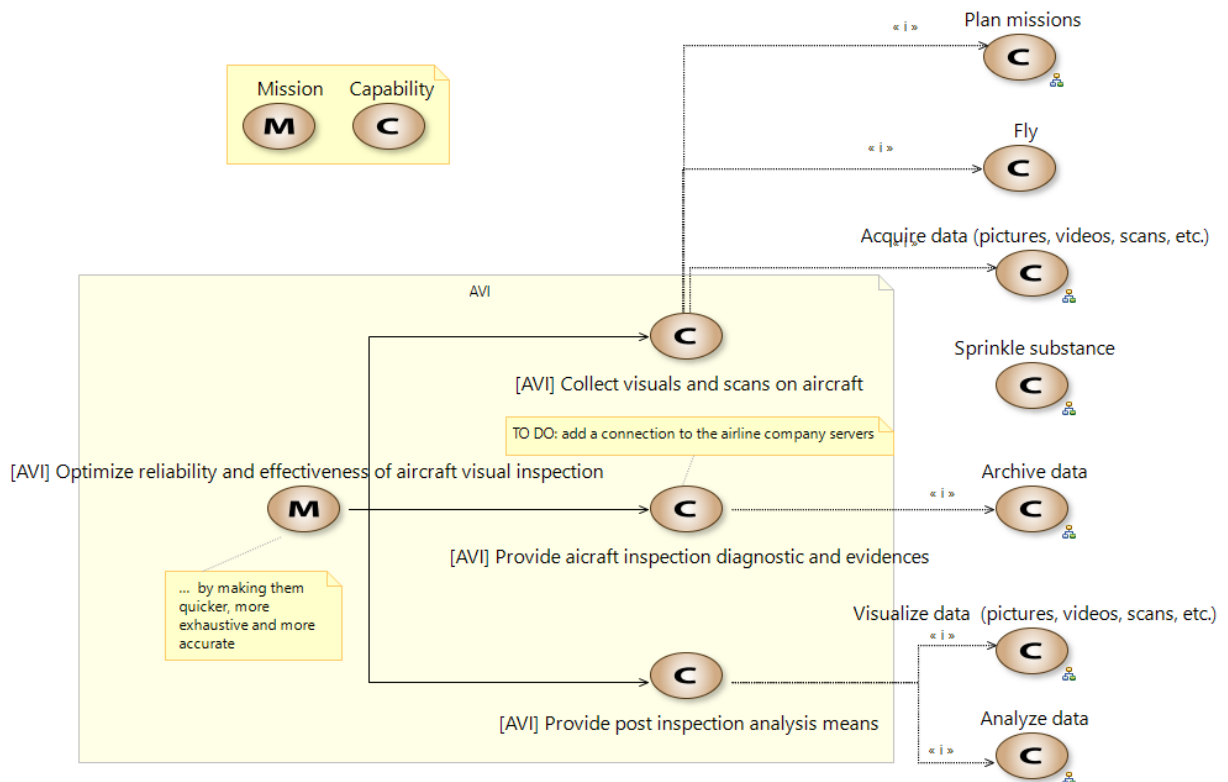 Plan missions
« i »
C
Mission
Capability
M
C
Fly
« i »
C
Acquire data (pictures, videos, scans, etc.)
« i »
C
AVI
C
Sprinkle substance
C
[AVI] Collect visuals and scans on aircraft
TO DO: add a connection to the airline company servers
[AVI] Optimize reliability and effectiveness of aircraft visual inspection
Archive data
« i »
M
C
C
[AVI] Provide aicraft inspection diagnostic and evidences
... by making them
quicker, more
exhaustive and more
accurate
Visualize data (pictures, videos, scans, etc.)
« i »
C
C
[AVI] Provide post inspection analysis means
Analyze data
« i »
C